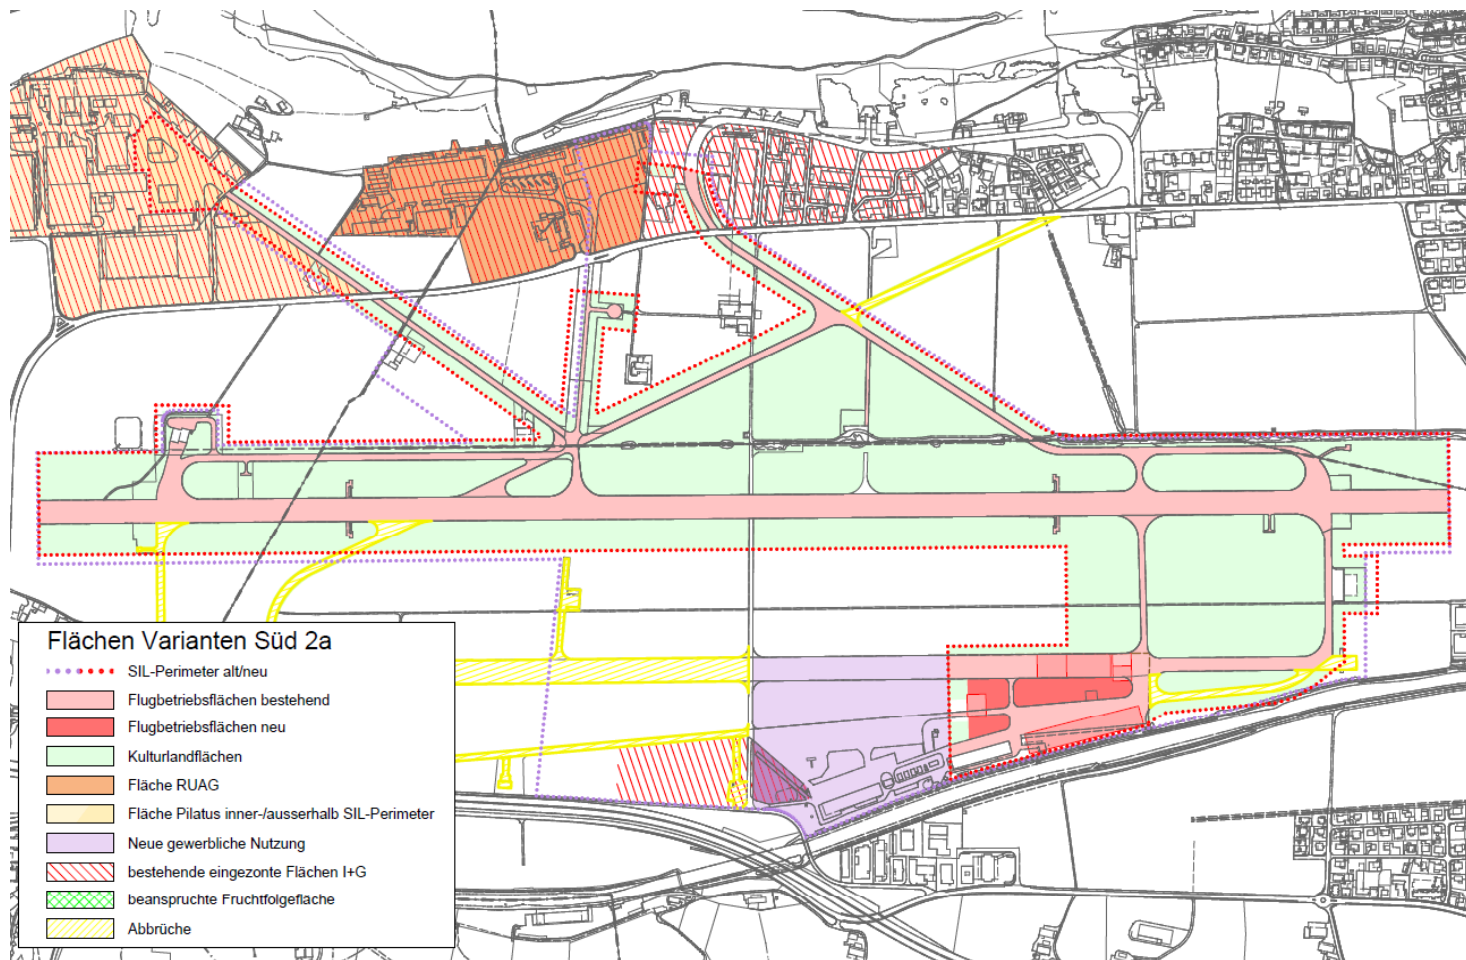 Flächen Varianten Süd 2a
SIL-Perimeter alt/neu
Flugbetriebsflächen bestehend
Flugbetriebsflächen neu
Kulturlandflächen
Fläche RUAG
Fläche Pilatus inner-/ausserhalb SIL-Perimeter
Neue gewerbliche Nutzung
bestehende eingezonte Flächen I+G
beanspruchte Fruchtfolgefläche
Abbrüche